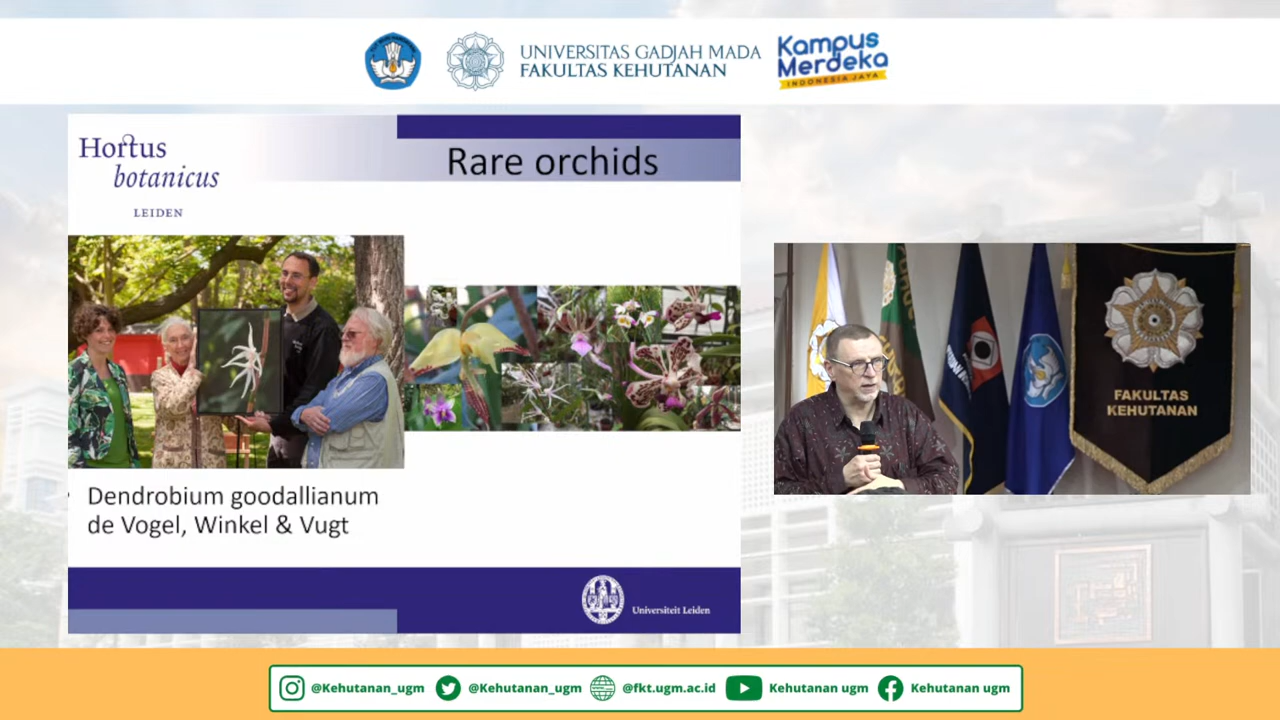 UNIVERSITAS GADJAH MADA
FAKULTAS KEHUTANAN
Kampus
Merdeka
INDONESIA JAYA
Hortus
botanicus
LEIDEN
Rare orchids
Dendrobium goodallianum
de Vogel, Winkel & Vugt
Universiteit Leiden
FAKULTAS
KEHUTANAN
@Kehutanan_ugm
@Kehutanan_ugm
@fkt.ugm.ac.id
Kehutanan ugm
Kehutanan ugm